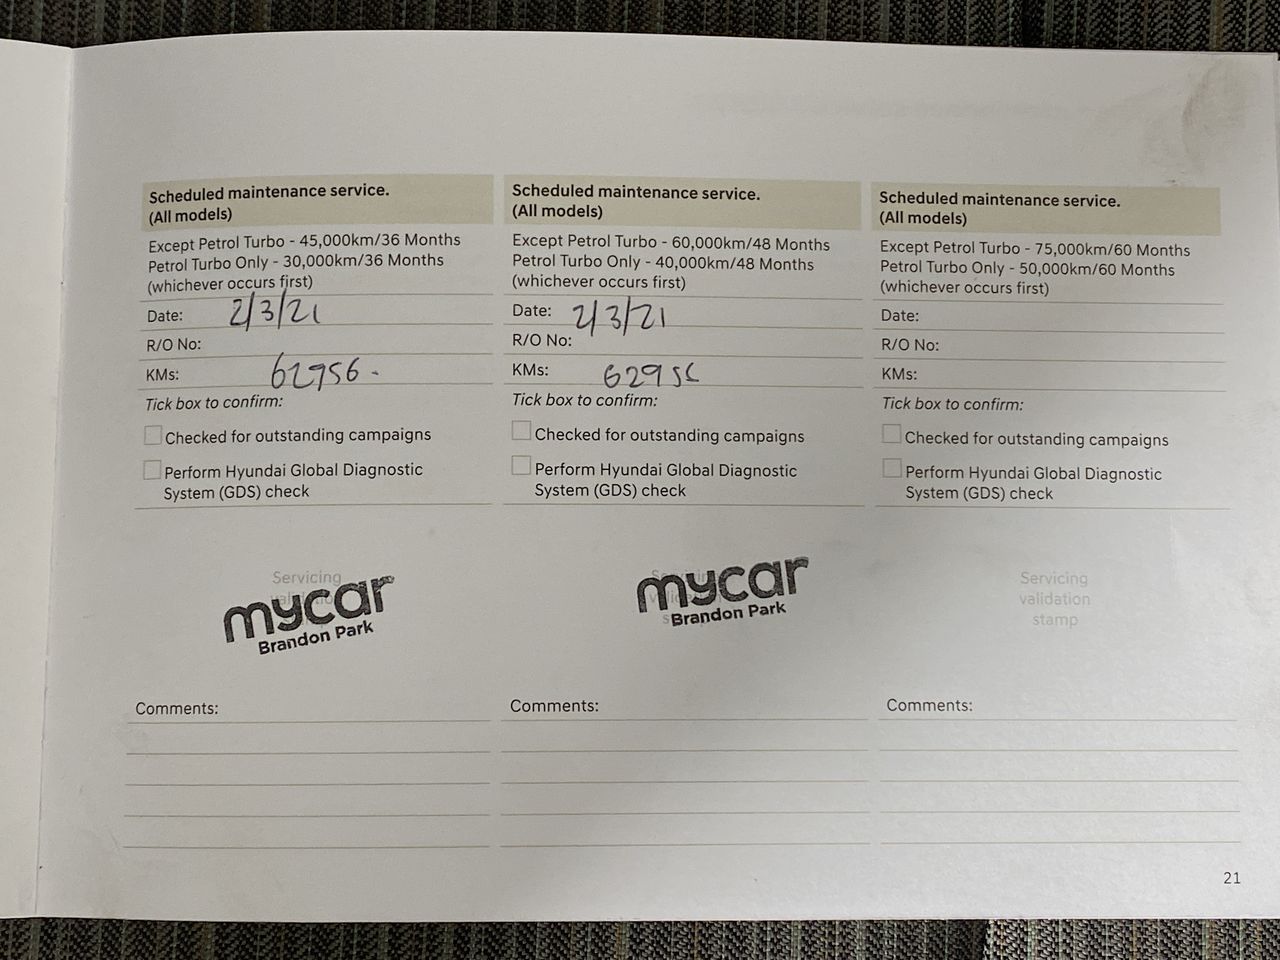 Scheduled maintenance service.
(All models)
Except Petrol Turbo - 45,000km/36 Months
Petrol Turbo Only - 30,000km/36 Months
(whichever occurs first)
Date: 2/3/21
R/O No:
KMs: 62956 -
Tick box to confirm:
Checked for outstanding campaigns
Perform Hyundai Global Diagnostic
System (GDS) check
Servicing
mycar
Brandon Park
Comments:
Scheduled maintenance service.
(All models)
Except Petrol Turbo - 60,000km/48 Months
Petrol Turbo Only - 40,000km/48 Months
(whichever occurs first)
Date: 2/3/21
R/O No:
KMs: 62956
Tick box to confirm:
Checked for outstanding campaigns
Perform Hyundai Global Diagnostic
System (GDS) check
mycar
Brandon Park
Comments:
Scheduled maintenance service.
(All models)
Except Petrol Turbo - 75,000km/60 Months
Petrol Turbo Only - 50,000km/60 Months
(whichever occurs first)
Date:
R/O No:
KMs:
Tick box to confirm:
Checked for outstanding campaigns
Perform Hyundai Global Diagnostic
System (GDS) check
Servicing
validation
stamp
Comments:
21